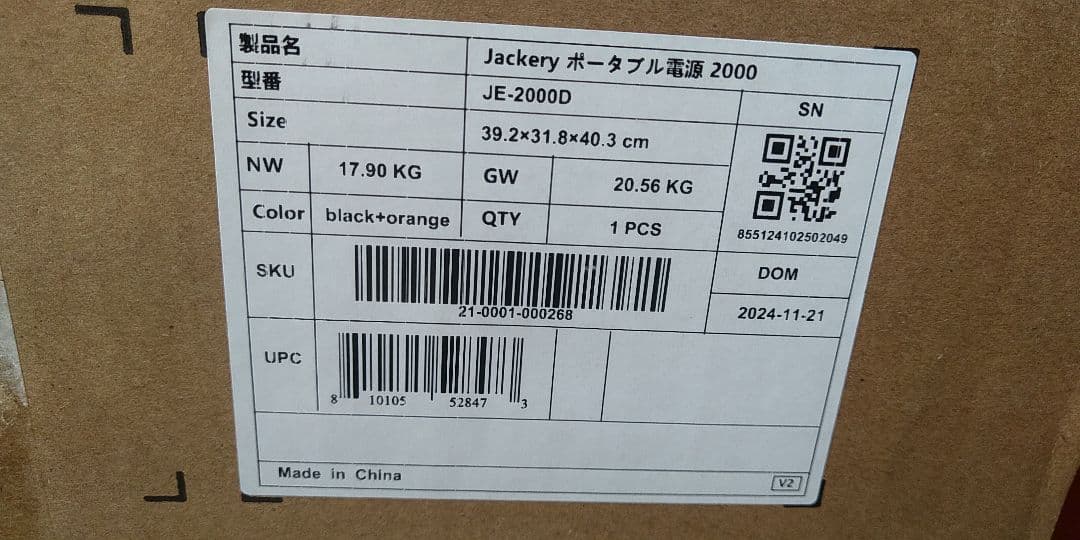 製品名 Jackery ポータブル電源 2000
型番 JE-2000D
Size 39.2×31.8×40.3 cm
NW 17.90 KG GW 20.56 KG
Color black+orange QTY 1 PCS
SN
855124102502049
SKU
21-0001-000268
DOM
2024-11-21
UPC
8 10105 52847 3
Made in China
V2